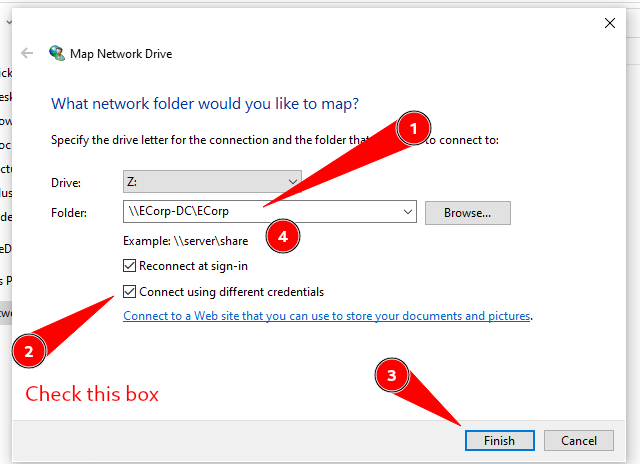 Map Network Drive
What network folder would you like to map?
Specify the drive letter for the connection and the folder that to connect to:
1
Drive: Z:
Folder: \\ECorp-DC\ECorp Browse...
4
Example: \\server\share
Reconnect at sign-in
Connect using different credentials
Connect to a Web site that you can use to store your documents and pictures.
2
3
Check this box
Finish Cancel